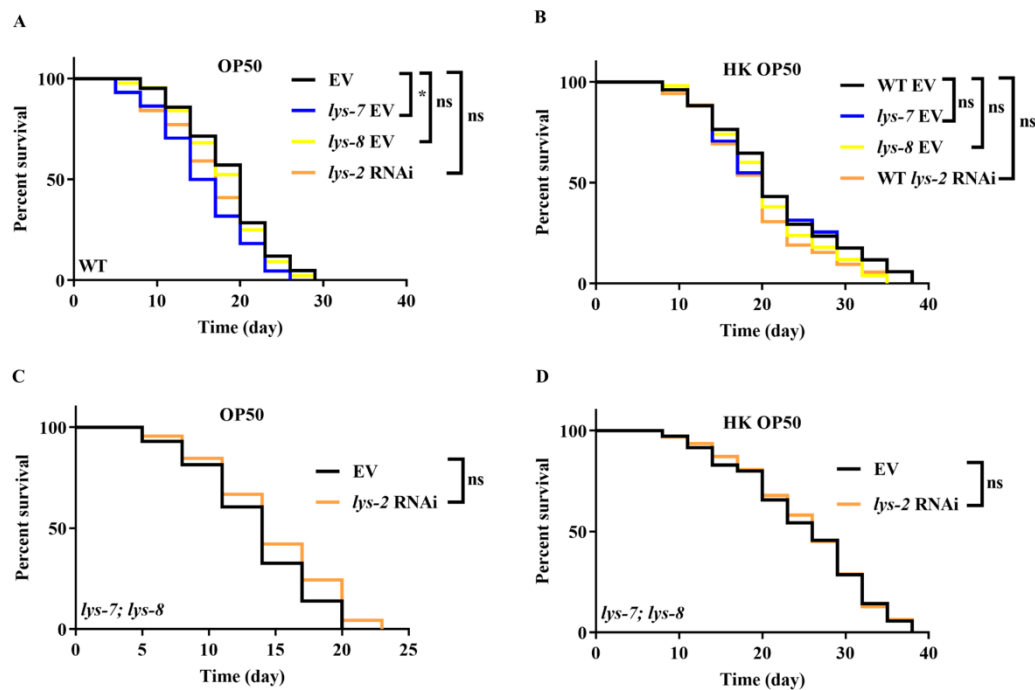 A
OP50
EV
lys-7 EV
lys-8 EV
lys-2 RNAi
*
ns
ns
Percent survival
100
50
0
WT
0 10 20 30 40
Time (day)
B
HK OP50
WT EV
lys-7 EV
lys-8 EV
WT lys-2 RNAi
ns
ns
ns
Percent survival
100
50
0
0 10 20 30 40
Time (day)
C
OP50
EV
lys-2 RNAi
ns
Percent survival
100
50
0
lys-7; lys-8
0 5 10 15 20 25
Time (day)
D
HK OP50
EV
lys-2 RNAi
ns
Percent survival
100
50
0
lys-7; lys-8
0 10 20 30 40
Time (day)